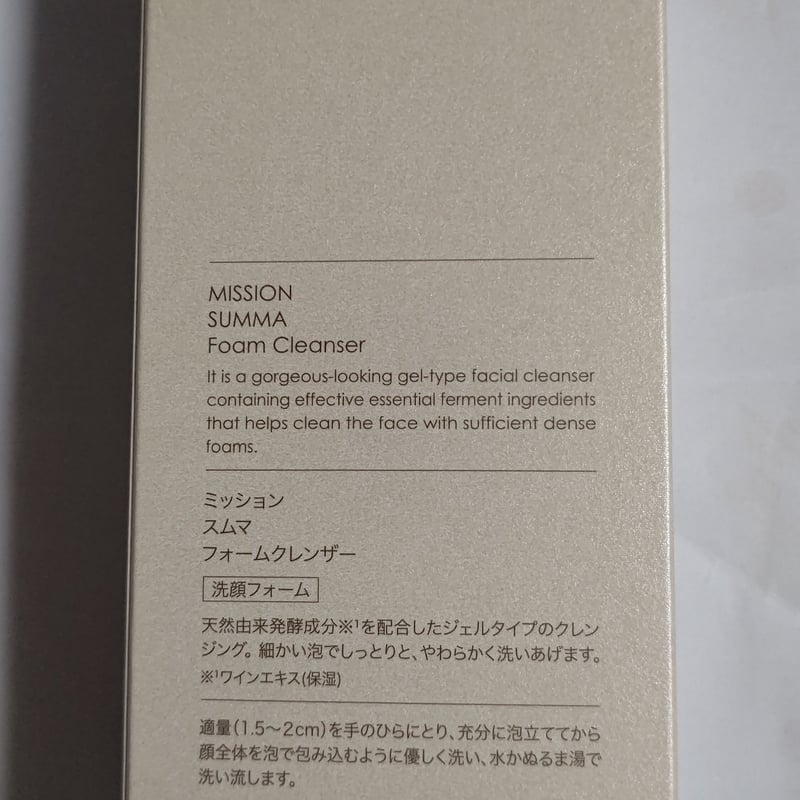 MISSION
SUMMA
Foam Cleanser
It is a gorgeous-looking gel-type facial cleanser
containing effective essential ferment ingredients
that helps clean the face with sufficient dense
foams.
ミッション
スムマ
フォームクレンザー
洗顔フォーム
天然由来発酵成分※1を配合したジェルタイプのクレン
ジング。細かい泡でしっとりと、やわらかく洗いあげます。
※1ワインエキス(保湿)
適量(1.5〜2cm)を手のひらにとり、充分に泡立ててから
顔全体を泡で包み込むように優しく洗い、水かぬるま湯で
洗い流します。